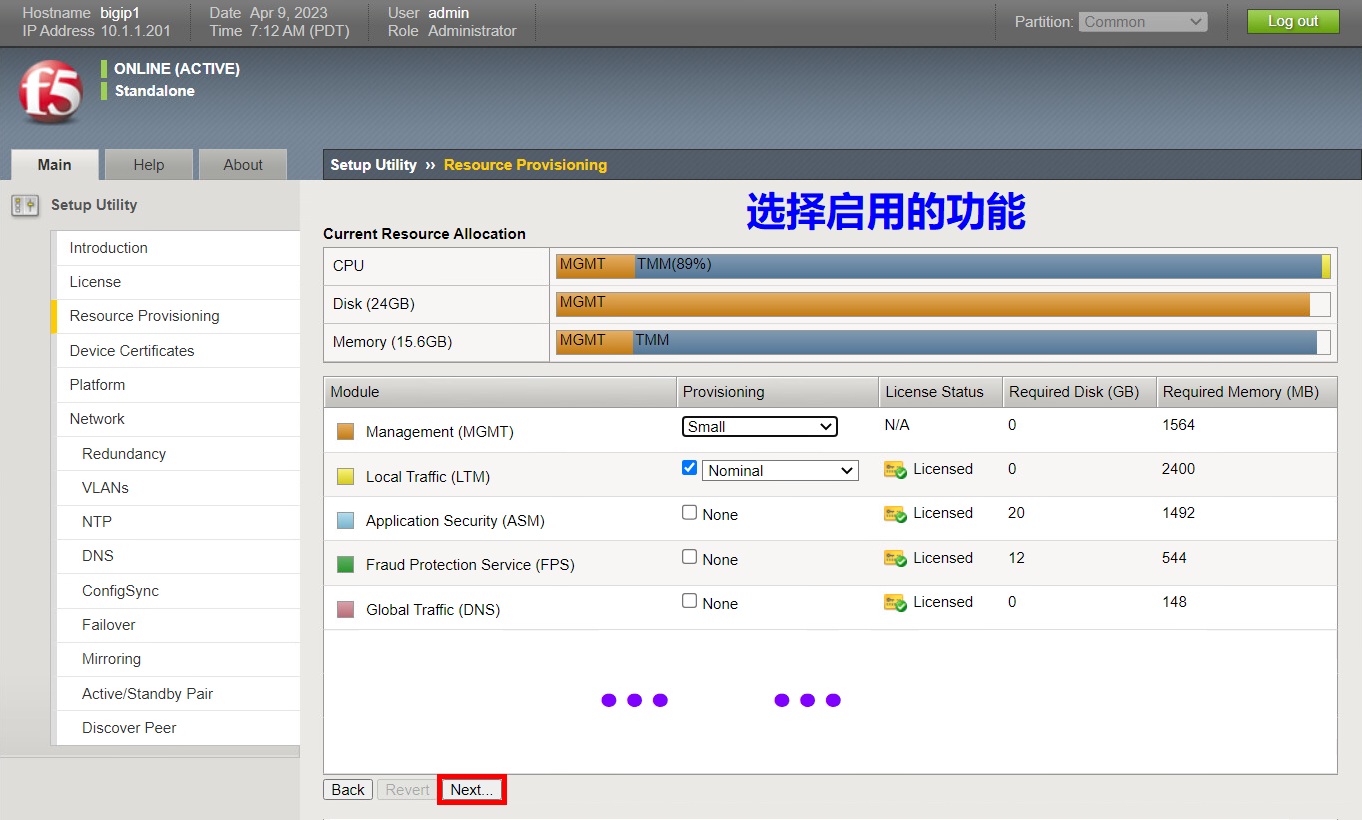 Hostname bigip1 Date Apr 9, 2023 User admin
IP Address 10.1.1.201 Time 7:12 AM (PDT) Role Administrator
Partition: Common Log out
f5
ONLINE (ACTIVE)
Standalone
Main Help About
Setup Utility ›› Resource Provisioning
Setup Utility
Introduction
License
Resource Provisioning
Device Certificates
Platform
Network
Redundancy
VLANs
NTP
DNS
ConfigSync
Failover
Mirroring
Active/Standby Pair
Discover Peer
选择启用的功能
Current Resource Allocation
CPU MGMT TMM(89%)
Disk (24GB) MGMT
Memory (15.6GB) MGMT TMM
Module Provisioning License Status Required Disk (GB) Required Memory (MB)
Management (MGMT) Small N/A 0 1564
Local Traffic (LTM) Nominal Licensed 0 2400
Application Security (ASM) None Licensed 20 1492
Fraud Protection Service (FPS) None Licensed 12 544
Global Traffic (DNS) None Licensed 0 148
Back Revert Next...